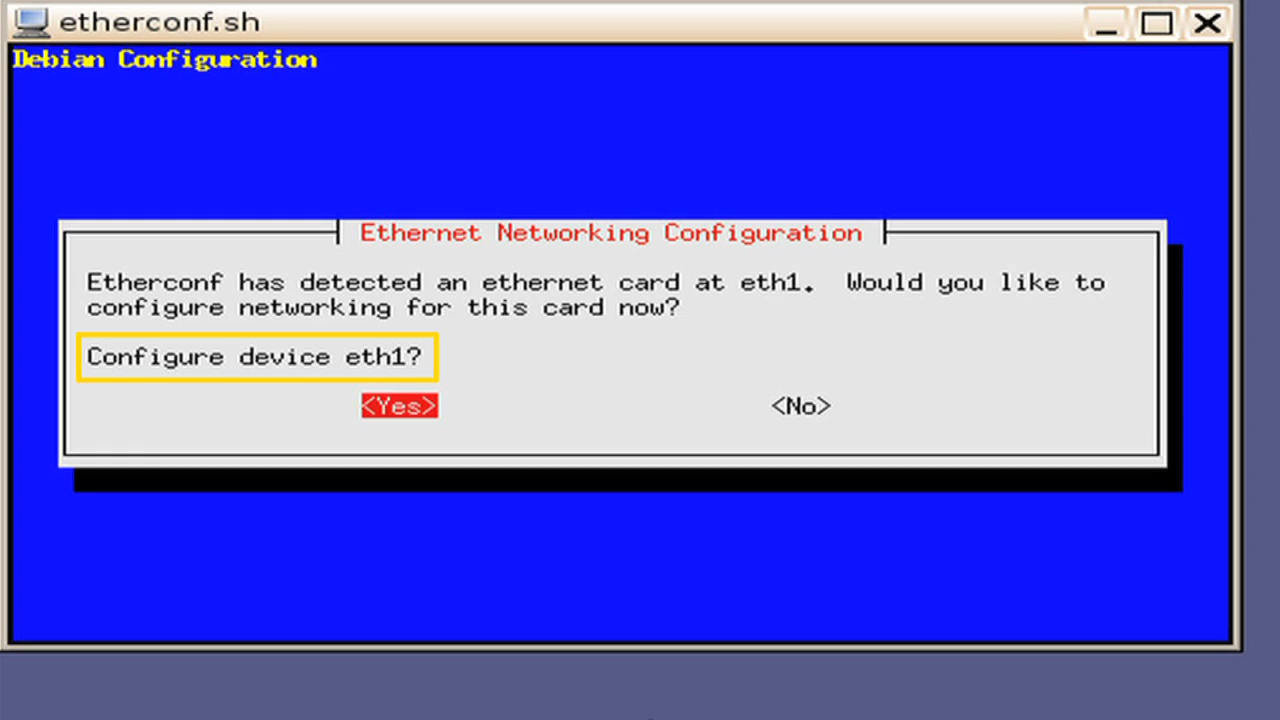 etherconf.sh
Debian Configuration
Ethernet Networking Configuration
Etherconf has detected an ethernet card at eth1.  Would you like to
configure networking for this card now?
Configure device eth1?
<Yes> <No>